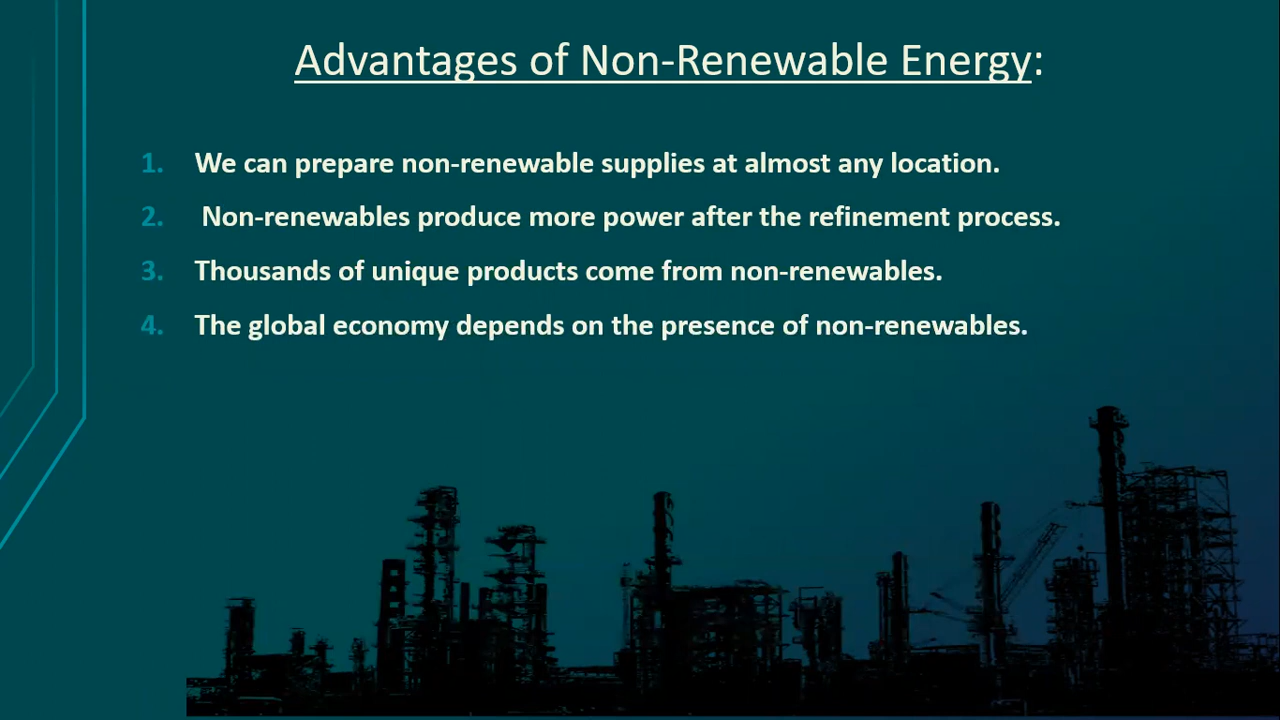 Advantages of Non-Renewable Energy:
1. We can prepare non-renewable supplies at almost any location.
2. Non-renewables produce more power after the refinement process.
3. Thousands of unique products come from non-renewables.
4. The global economy depends on the presence of non-renewables.